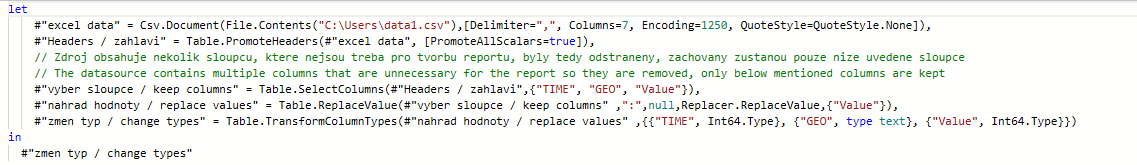 let
#"excel data" = Csv.Document(File.Contents("C:\Users\data1.csv"),[Delimiter=",", Columns=7, Encoding=1250, QuoteStyle=QuoteStyle.None]),
#"Headers / zahlavi" = Table.PromoteHeaders(#"excel data", [PromoteAllScalars=true]),
// Zdroj obsahuje nekolik sloupcu, ktere nejsou treba pro tvorbu reportu, byly tedy odstraneny, zachovany zustanou pouze nize uvedene sloupce
// The datasource contains multiple columns that are unnecessary for the report so they are removed, only below mentioned columns are kept
#"vyber sloupce / keep columns" = Table.SelectColumns(#"Headers / zahlavi",{"TIME", "GEO", "Value"}),
#"nahrad hodnoty / replace values" = Table.ReplaceValue(#"vyber sloupce / keep columns" ,":",null,Replacer.ReplaceValue,{"Value"}),
#"zmen typ / change types" = Table.TransformColumnTypes(#"nahrad hodnoty / replace values" ,{{"TIME", Int64.Type}, {"GEO", type text}, {"Value", Int64.Type}})
in
#"zmen typ / change types"